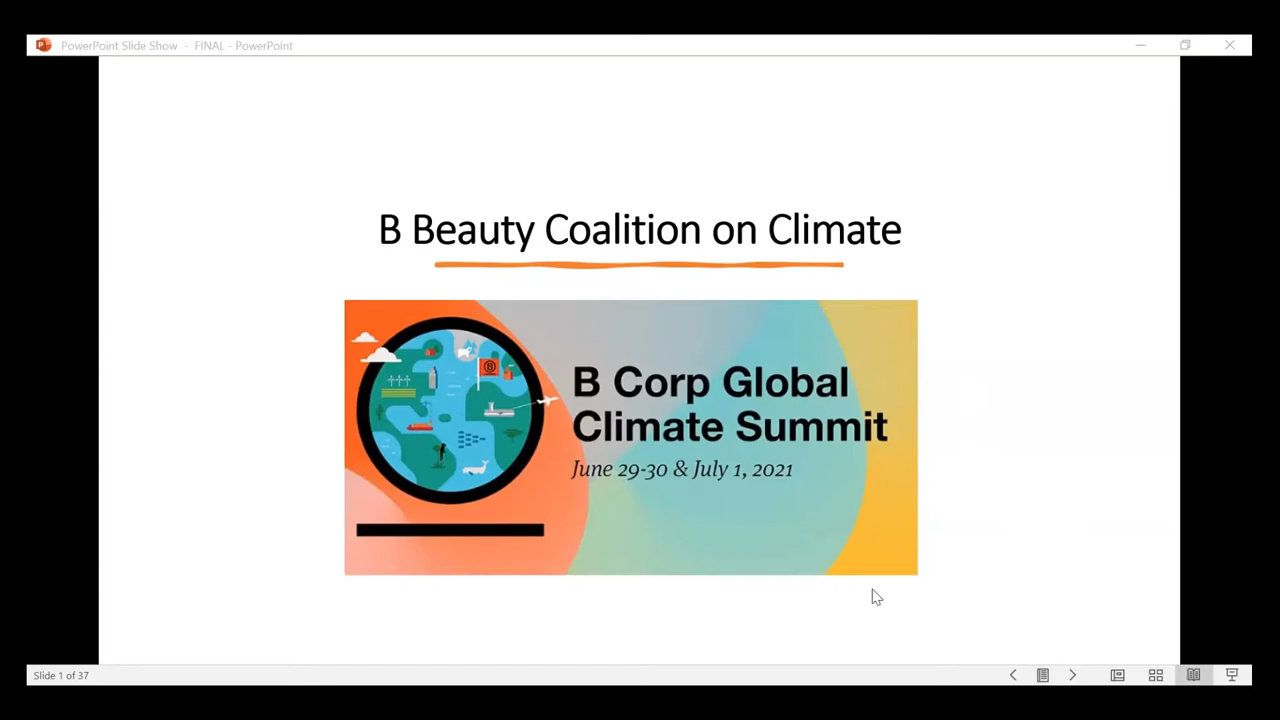 PowerPoint Slide Show - FINAL - PowerPoint
B Beauty Coalition on Climate
B Corp Global
Climate Summit
June 29-30 & July 1, 2021
Slide 1 of 37